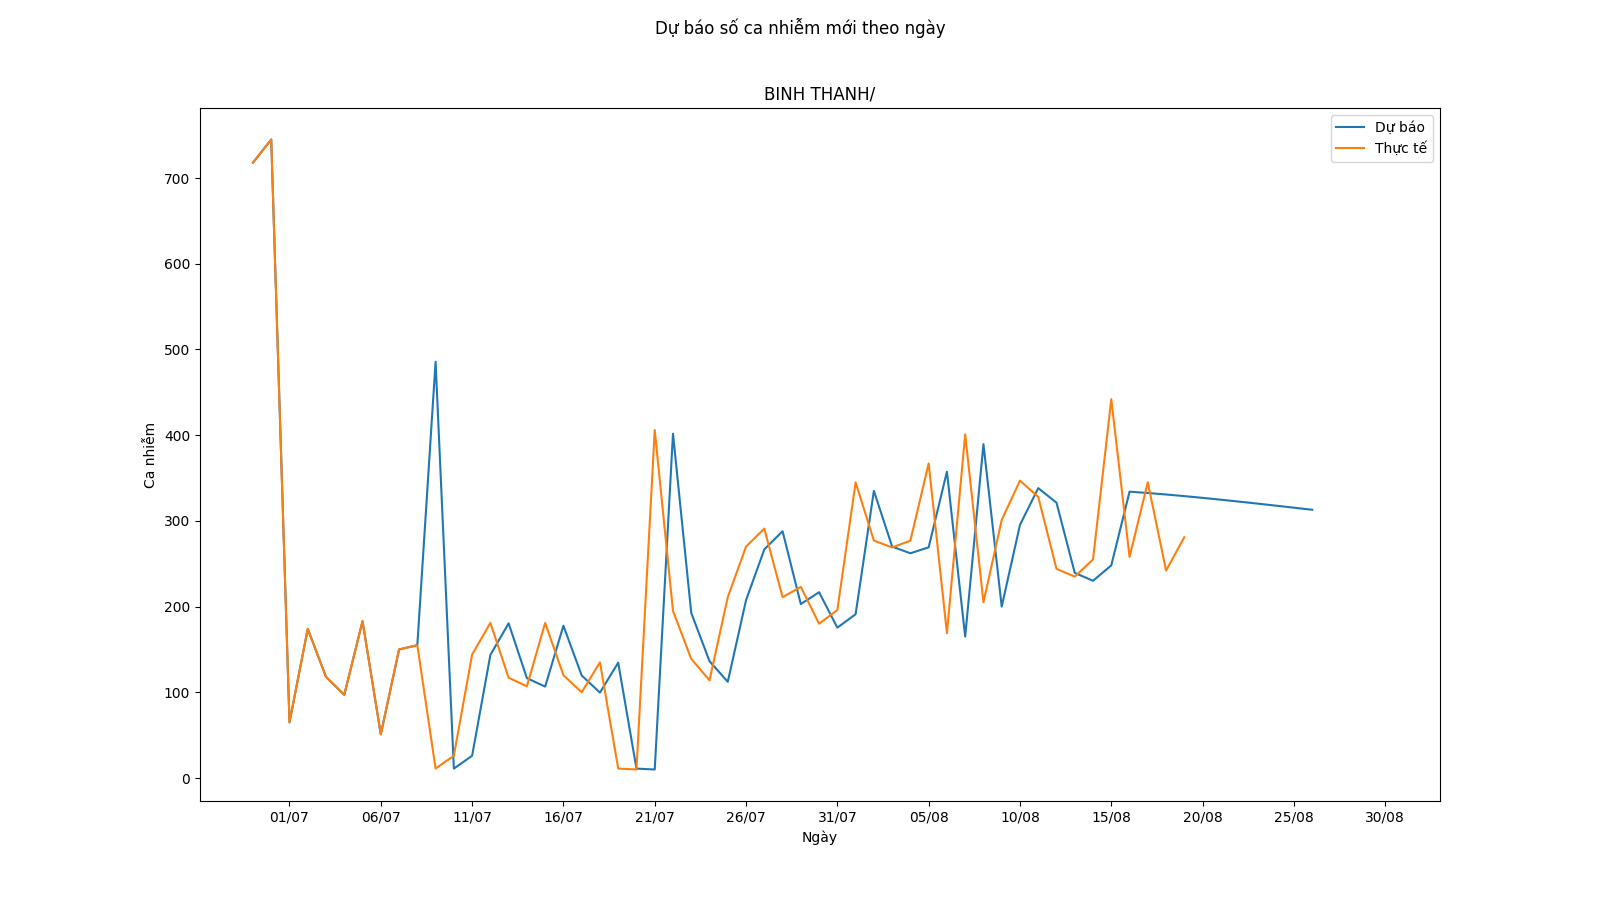 Dự báo số ca nhiễm mới theo ngày
BINH THANH/
Dự báo
Thực tế
700
600
500
400
300
200
100
0
Ca nhiễm
01/07 06/07 11/07 16/07 21/07 26/07 31/07 05/08 10/08 15/08 20/08 25/08 30/08
Ngày